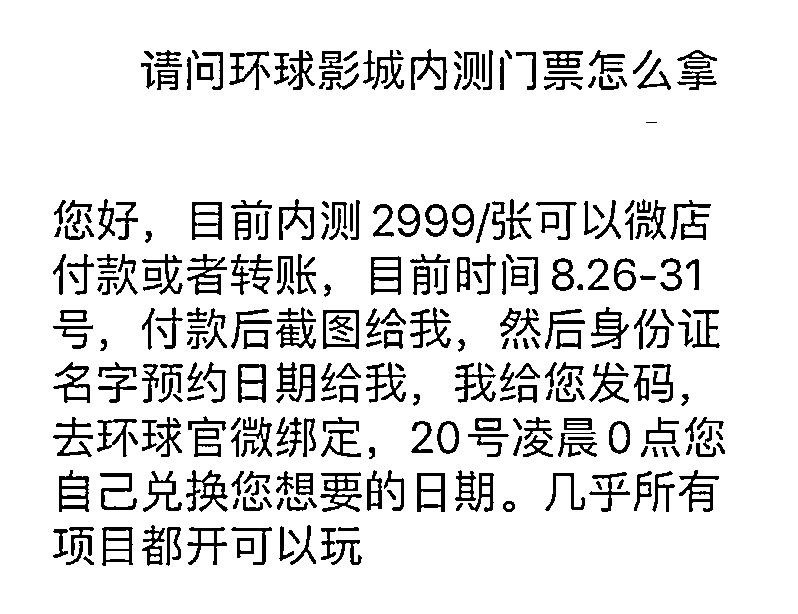 请问环球影城内测门票怎么拿
您好，目前内测2999/张可以微店
付款或者转账，目前时间8.26-31
号，付款后截图给我，然后身份证
名字预约日期给我，我给您发码，
去环球官微绑定，20号凌晨0点您
自己兑换您想要的日期。几乎所有
项目都开可以玩